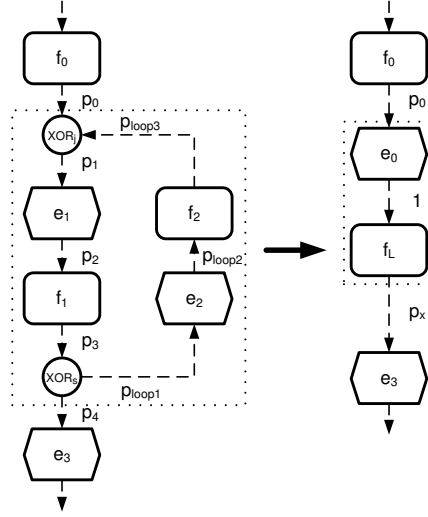 f0
p0
XORj
ploop3
p1
e1
f2
p2
ploop2
f1
e2
p3
XORs
ploop1
p4
e3
f0
p0
e0
1
fL
px
e3